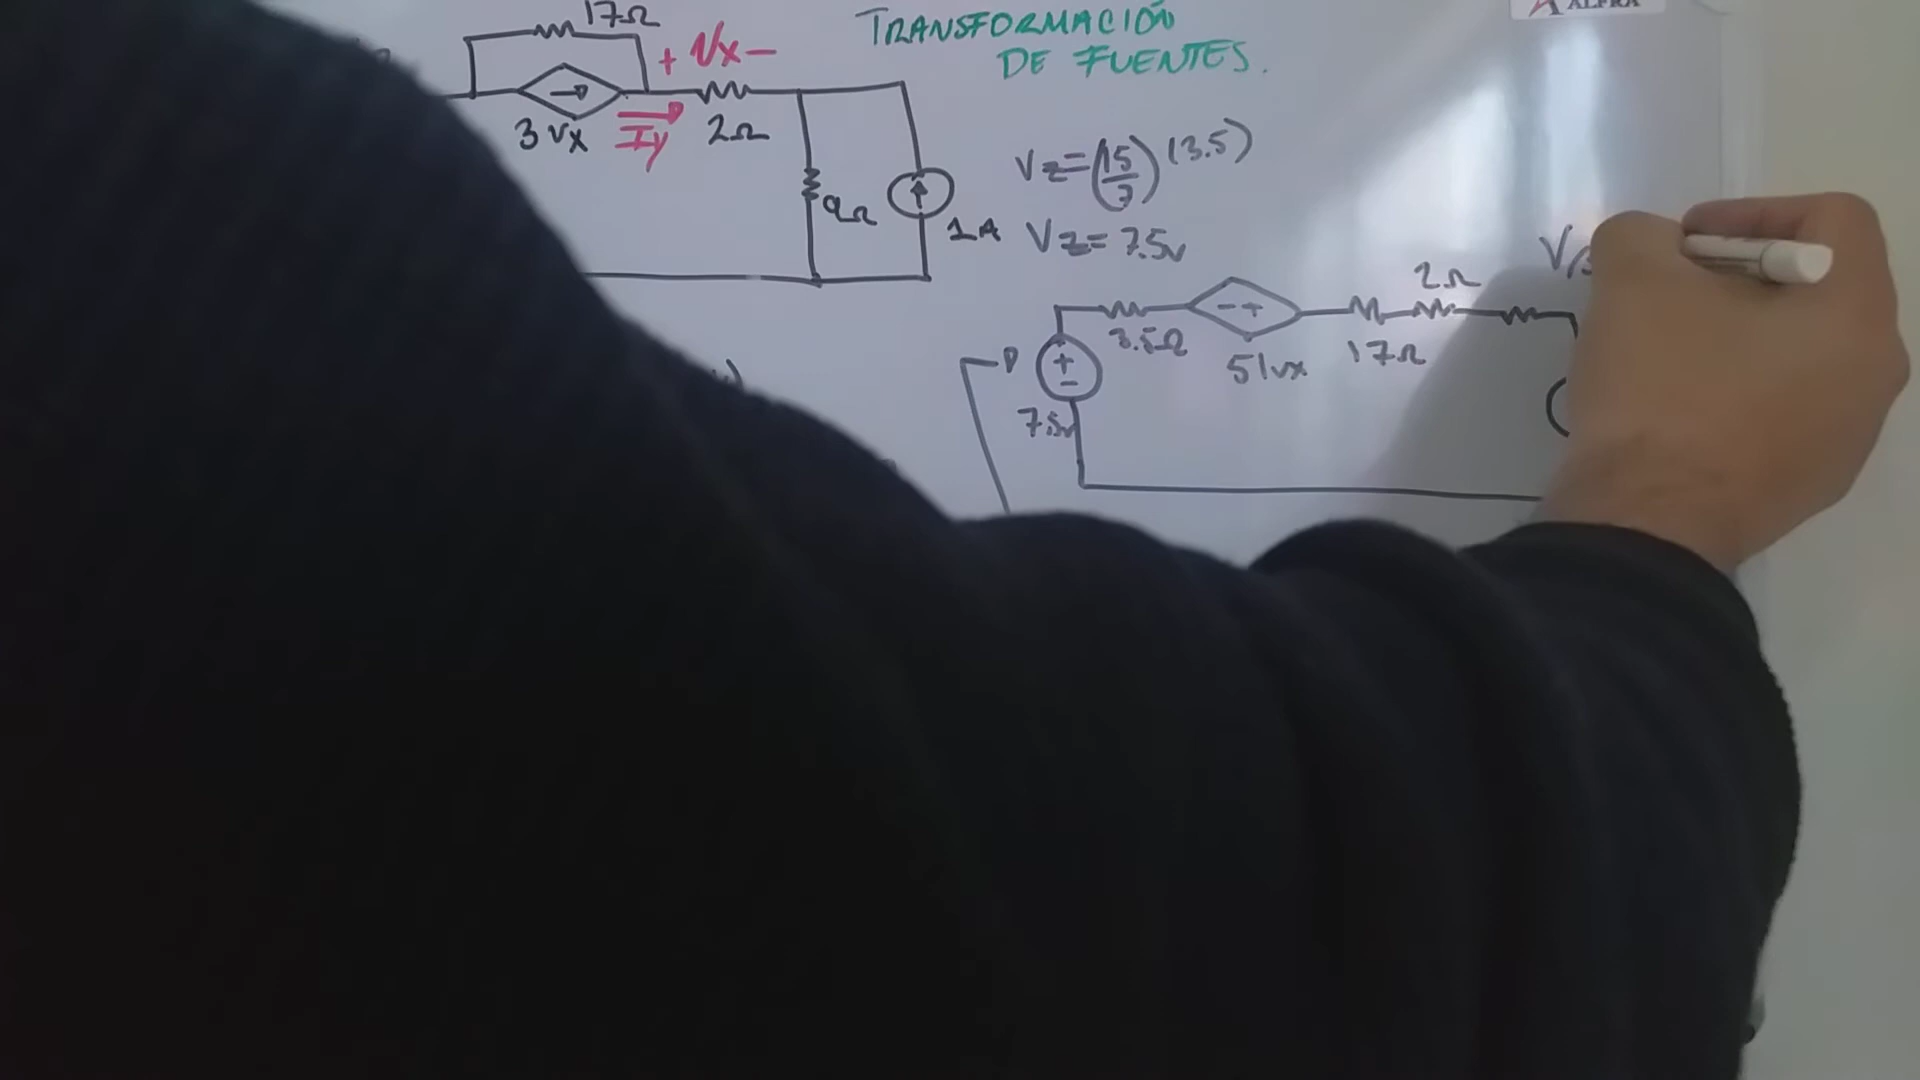 17Ω
TRANSFORMACIÓN
DE FUENTES.
+ Vx −
3 Vx
Iy
2Ω
9Ω
1A
Vz=(15/7)(3.5)
Vz= 7.5v
2Ω
3.5Ω
− +
51vx
17Ω
+
−
7.5v